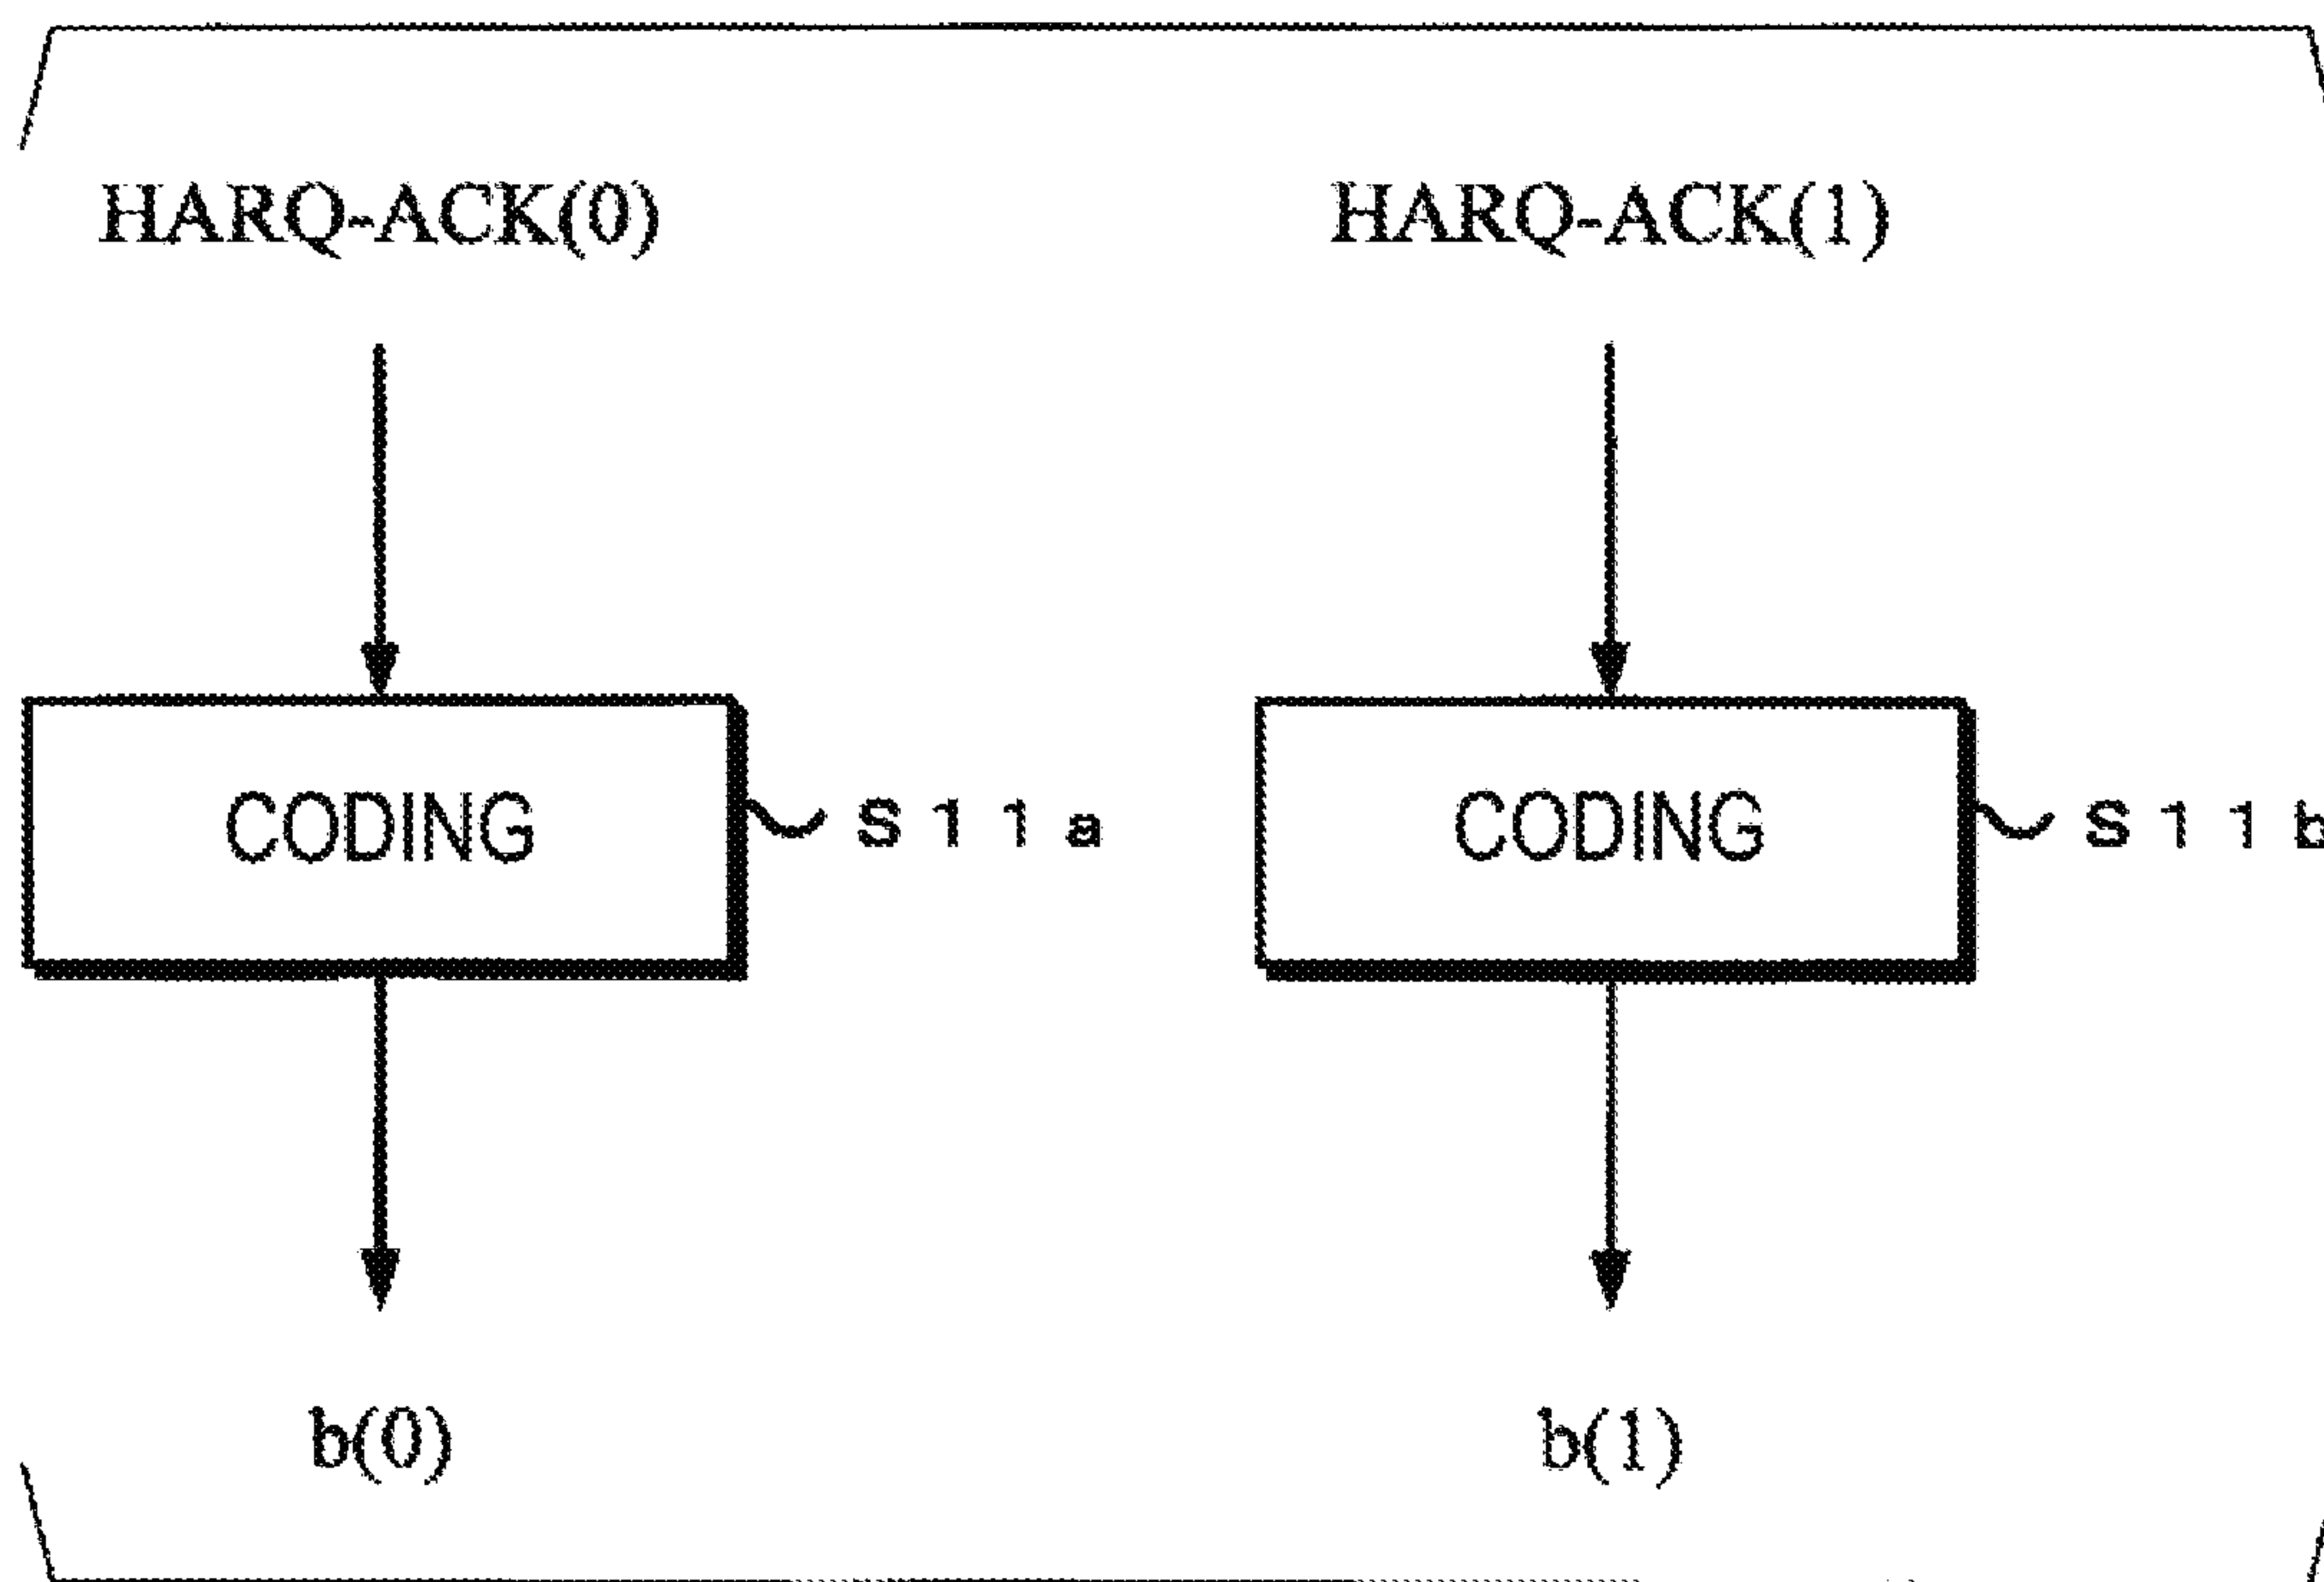 HARQ-ACK(0) HARQ-ACK(1)
CODING S11a CODING S11b
b(0) b(1)